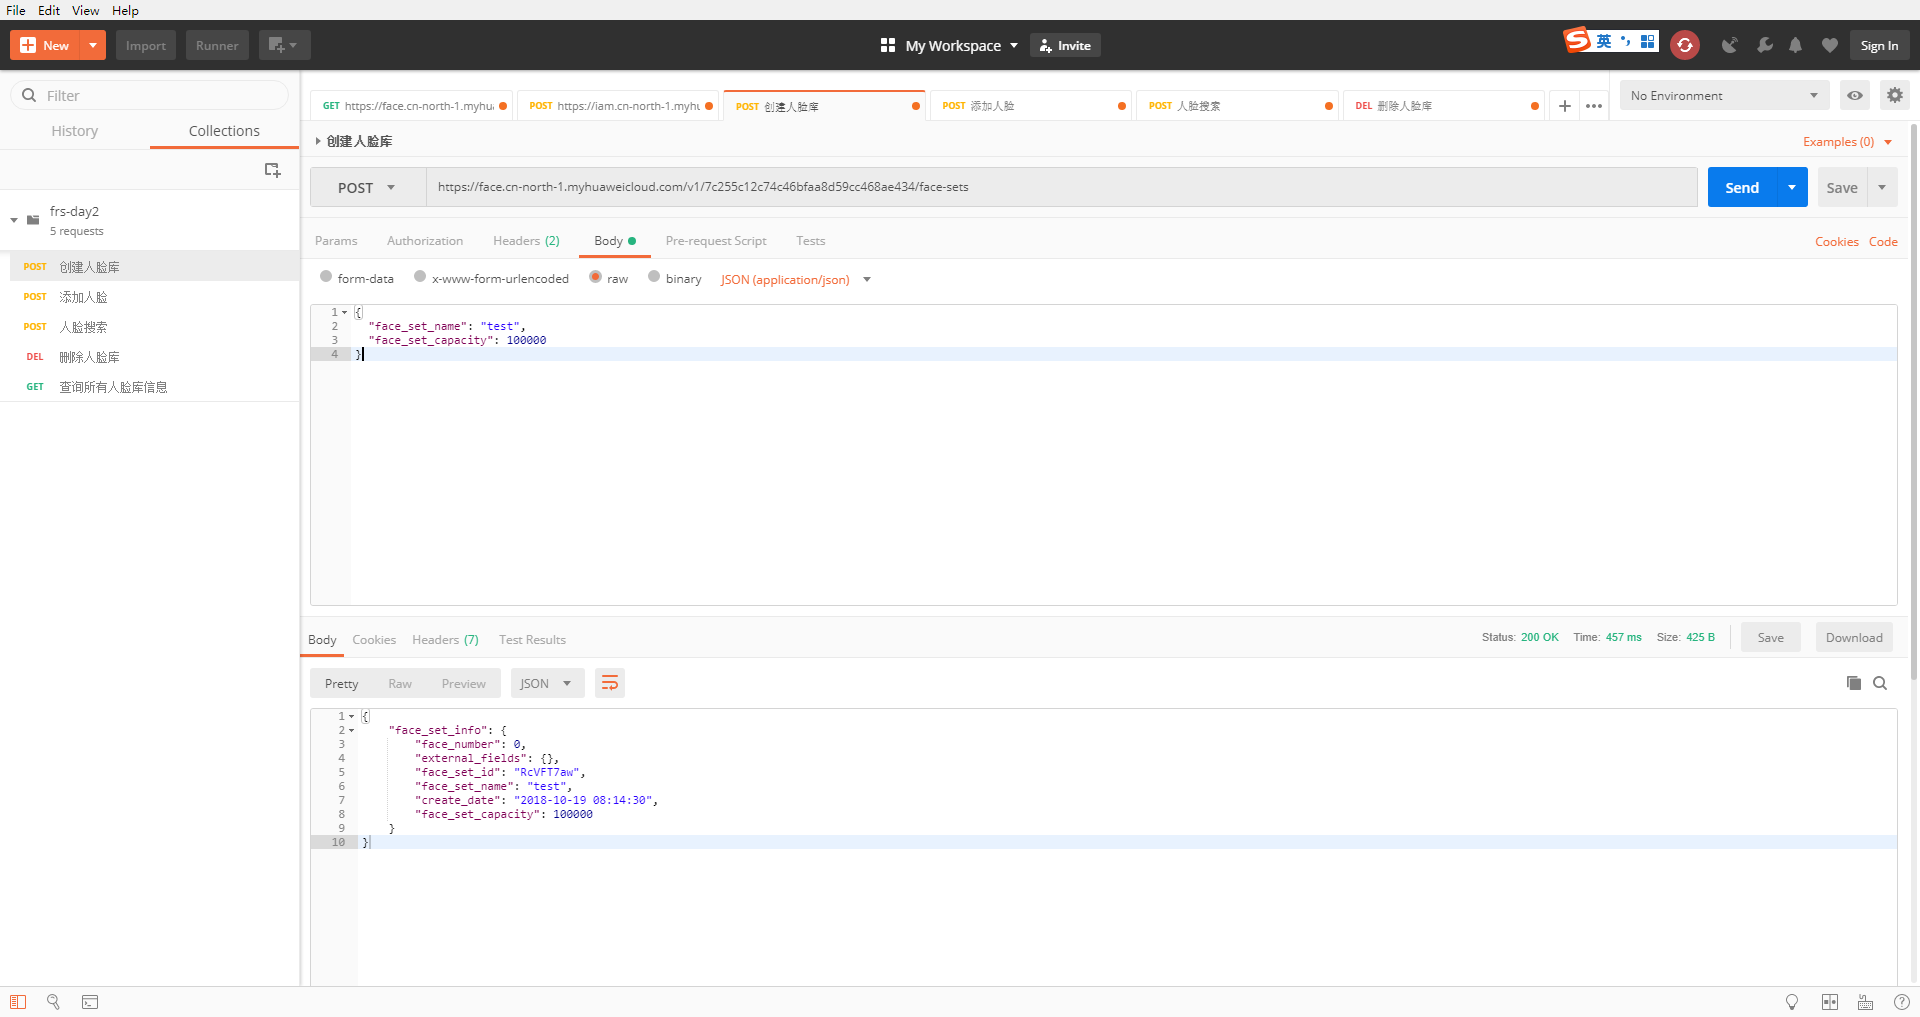 File Edit View Help
New Import Runner My Workspace Invite 英 Sign In
Filter
History Collections
frs-day2
5 requests
POST 创建人脸库
POST 添加人脸
POST 人脸搜索
DEL 删除人脸库
GET 查询所有人脸库信息
GET https://face.cn-north-1.myhu POST https://iam.cn-north-1.myhu POST 创建人脸库 POST 添加人脸 POST 人脸搜索 DEL 删除人脸库 No Environment
创建人脸库 Examples (0)
POST https://face.cn-north-1.myhuaweicloud.com/v1/7c255c12c74c46bfaa8d59cc468ae434/face-sets Send Save
Params Authorization Headers (2) Body Pre-request Script Tests Cookies Code
form-data x-www-form-urlencoded raw binary JSON (application/json)
1 {
2 "face_set_name": "test",
3 "face_set_capacity": 100000
4 }
Body Cookies Headers (7) Test Results Status: 200 OK Time: 457 ms Size: 425 B Save Download
Pretty Raw Preview JSON
1 {
2 "face_set_info": {
3 "face_number": 0,
4 "external_fields": {},
5 "face_set_id": "RcVFT7aw",
6 "face_set_name": "test",
7 "create_date": "2018-10-19 08:14:30",
8 "face_set_capacity": 100000
9 }
10 }